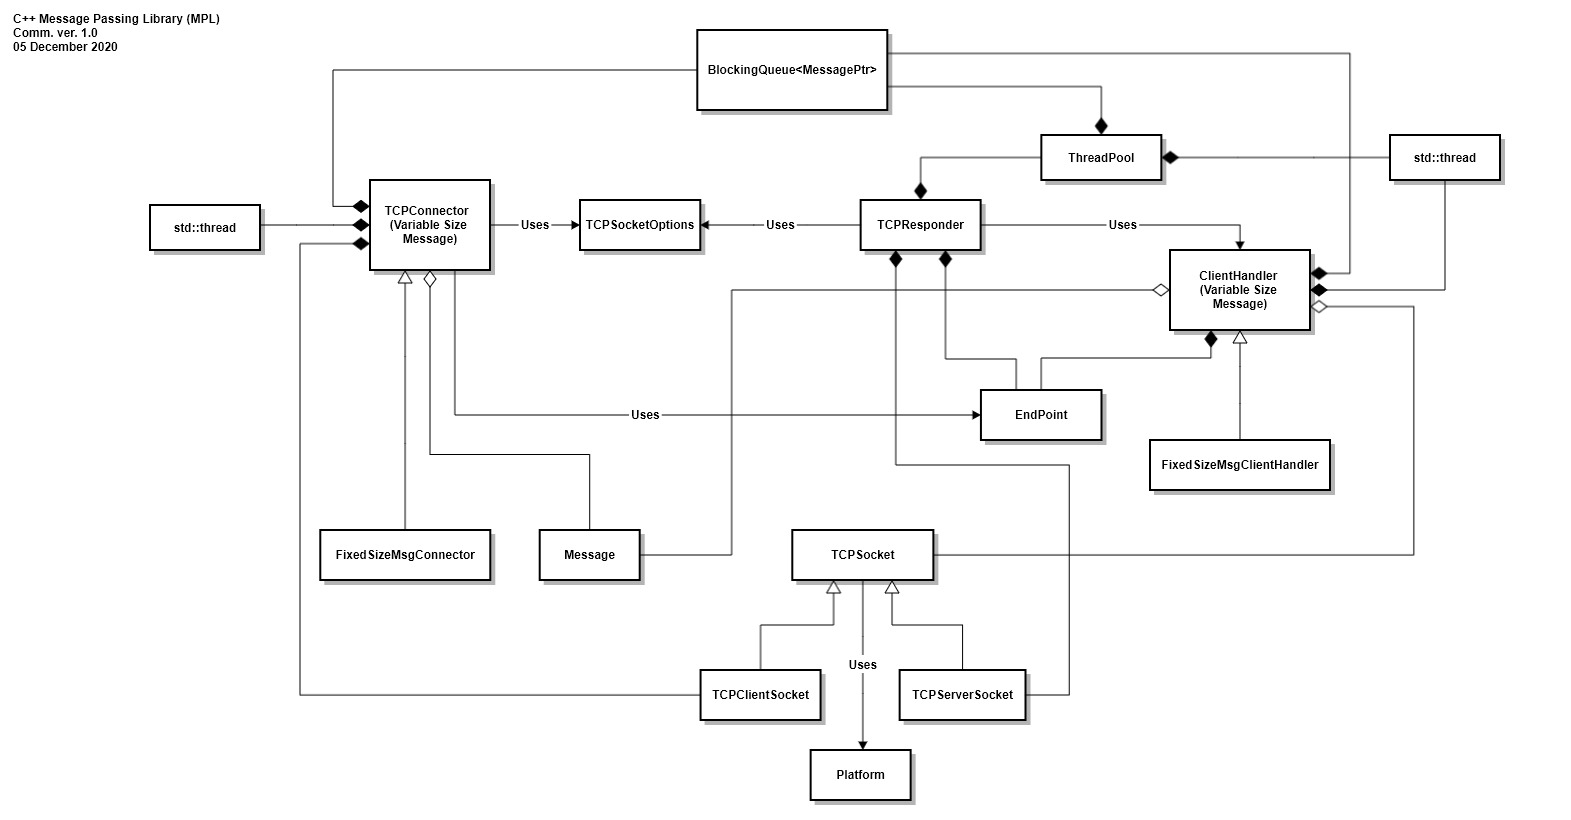 C++ Message Passing Library (MPL)
Comm. ver. 1.0
05 December 2020
BlockingQueue<MessagePtr>
ThreadPool
std::thread
std::thread
TCPConnector
(Variable Size
Message)
Uses
TCPSocketOptions
Uses
TCPResponder
Uses
ClientHandler
(Variable Size
Message)
Uses
EndPoint
FixedSizeMsgClientHandler
FixedSizeMsgConnector
Message
TCPSocket
Uses
TCPClientSocket
TCPServerSocket
Platform